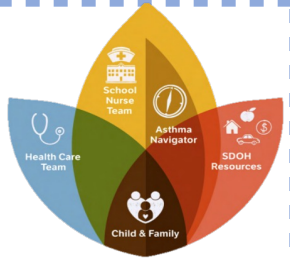 School
Nurse
Team
Asthma
Navigator
Health Care
Team
SDOH
Resources
Child & Family